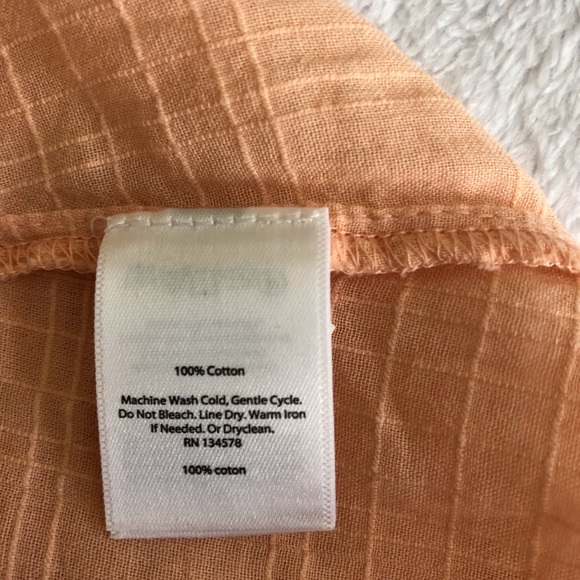 100% Cotton
Machine Wash Cold, Gentle Cycle.
Do Not Bleach. Line Dry. Warm Iron
If Needed. Or Dryclean.
RN 134578
100% coton